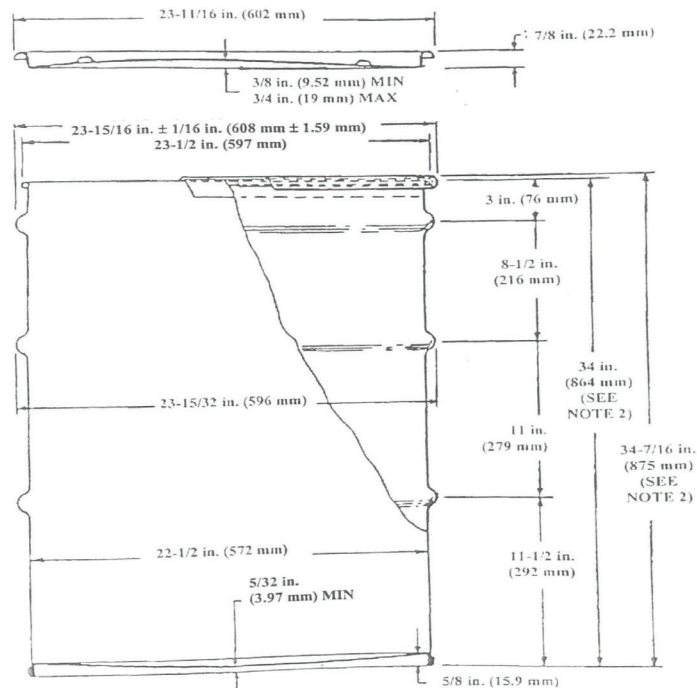 23-11/16 in. (602 mm)
7/8 in. (22.2 mm)
3/8 in. (9.52 mm) MIN
3/4 in. (19 mm) MAX
23-15/16 in. ± 1/16 in. (608 mm ± 1.59 mm)
23-1/2 in. (597 mm)
3 in. (76 mm)
8-1/2 in.
(216 mm)
34 in.
(864 mm)
(SEE
NOTE 2)
23-15/32 in. (596 mm)
11 in.
(279 mm)
34-7/16 in.
(875 mm)
(SEE
NOTE 2)
22-1/2 in. (572 mm)
11-1/2 in.
(292 mm)
5/32 in.
(3.97 mm) MIN
5/8 in. (15.9 mm)